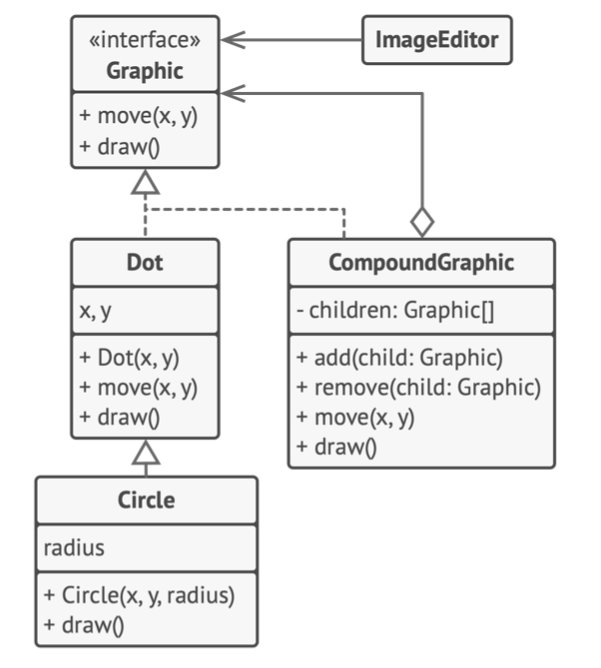 «interface»
Graphic
+ move(x, y)
+ draw()
ImageEditor
Dot
x, y
+ Dot(x, y)
+ move(x, y)
+ draw()
CompoundGraphic
- children: Graphic[]
+ add(child: Graphic)
+ remove(child: Graphic)
+ move(x, y)
+ draw()
Circle
radius
+ Circle(x, y, radius)
+ draw()